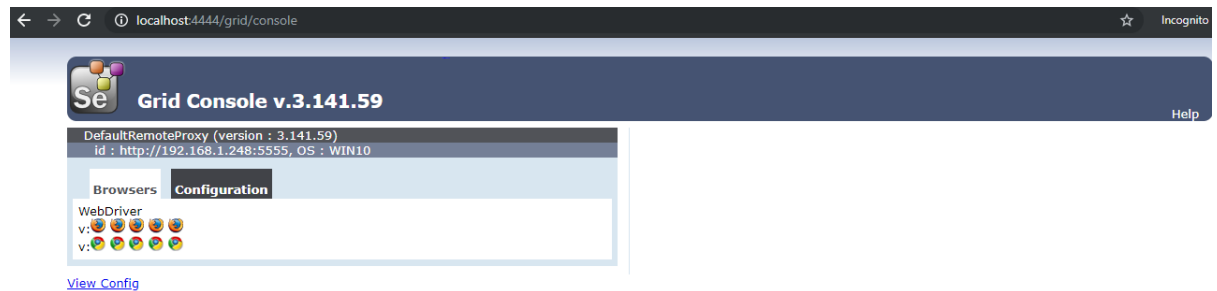 localhost:4444/grid/console
Incognito
Se
Grid Console v.3.141.59
Help
DefaultRemoteProxy (version : 3.141.59)
id : http://192.168.1.248:5555, OS : WIN10
Browsers Configuration
WebDriver
v:
v:
View Config